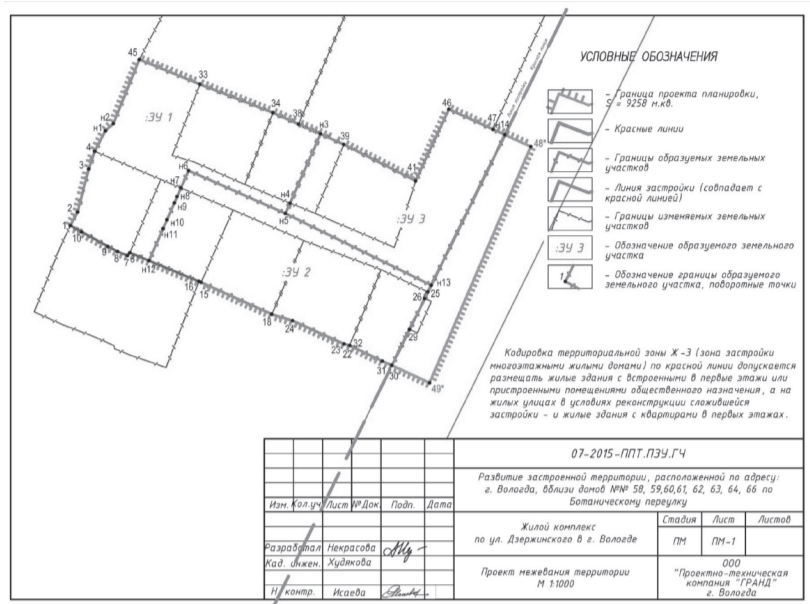 УСЛОВНЫЕ ОБОЗНАЧЕНИЯ
- Граница проекта планировки,
S = 9258 м.кв.
- Красные линии
- Границы образуемых земельных
участков
- Линия застройки (совпадает с
красной линией)
- Границы изменяемых земельных
участков
:ЗУ 3
- Обозначение образуемого земельного
участка
1
- Обозначение границы образуемого
земельного участка, поворотные точки
45
33
34
38
н3
39
46
47
н14
48*
41
н2
н1
:ЗУ 1
4
3
н6
н7
н8
н9
н10
н11
н4
н5
:ЗУ 3
2
1
10
9
8
6
н12
:ЗУ 2
16
15
н13
25
26
18
24
29
23
22
32
31
30
49*
Кодировка территориальной зоны Ж-3 (зона застройки
многоэтажными жилыми домами) по красной линии допускается
размещать жилые здания с встроенными в первые этажи или
пристроенными помещениями общественного назначения, а на
жилых улицах в условиях реконструкции сложившейся
застройки - и жилые здания с квартирами в первых этажах.
07-2015-ППТ.ПЗУ.ГЧ
Развитие застроенной территории, расположенной по адресу:
г. Вологда, вблизи домов №№ 58, 59,60,61, 62, 63, 64, 66 по
Ботаническому переулку
Изм. Кол.уч Лист №Док. Подп. Дата
Жилой комплекс
по ул. Дзержинского в г. Вологде
Стадия Лист Листов
ПМ ПМ-1
Разработал Некрасова
Кад. инжен. Худякова
Н. контр. Исаева
Проект межевания территории
М 1:1000
ООО
"Проектно-техническая
компания "ГРАНД"
г. Вологда